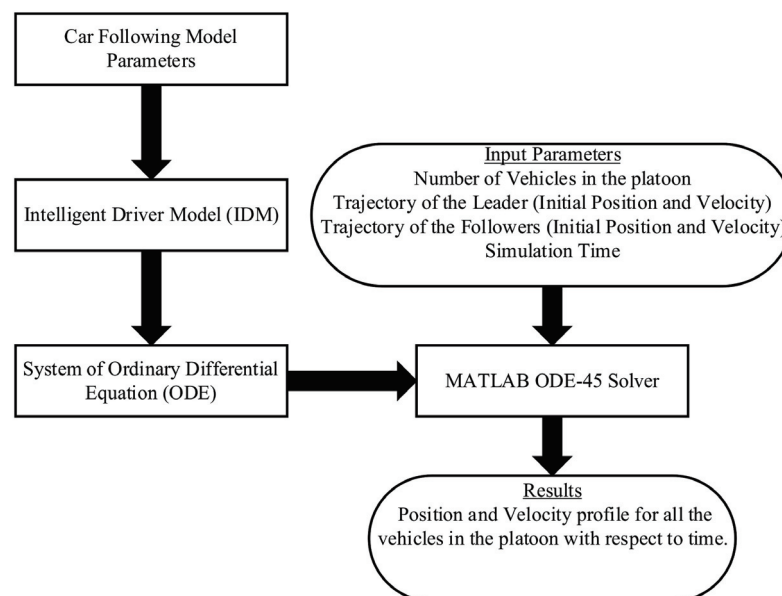 Car Following Model
Parameters
Intelligent Driver Model (IDM)
System of Ordinary Differential
Equation (ODE)
Input Parameters
Number of Vehicles in the platoon
Trajectory of the Leader (Initial Position and Velocity)
Trajectory of the Followers (Initial Position and Velocity)
Simulation Time
MATLAB ODE-45 Solver
Results
Position and Velocity profile for all the
vehicles in the platoon with respect to time.